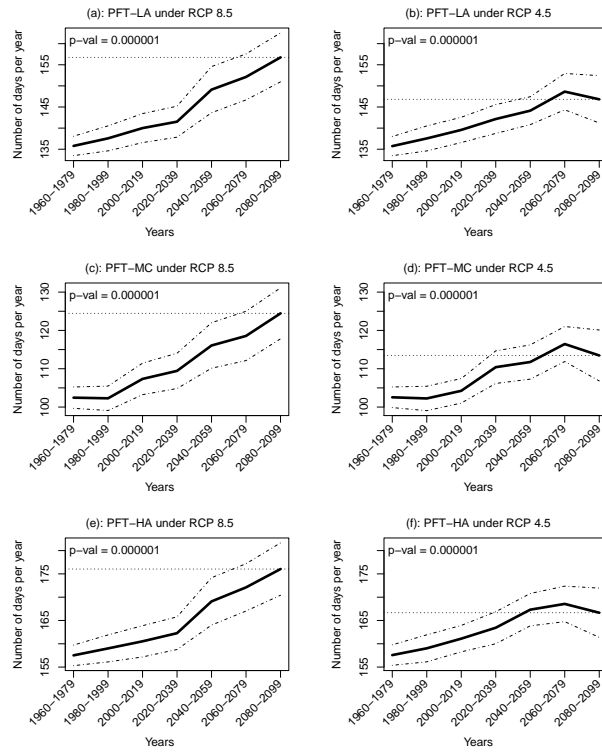 (a): PFT−LA under RCP 8.5
p−val = 0.000001
Number of days per year
135 145 155
1960−1979 1980−1999 2000−2019 2020−2039 2040−2059 2060−2079 2080−2099
Years
(b): PFT−LA under RCP 4.5
p−val = 0.000001
Number of days per year
135 145 155
1960−1979 1980−1999 2000−2019 2020−2039 2040−2059 2060−2079 2080−2099
Years
(c): PFT−MC under RCP 8.5
p−val = 0.000001
Number of days per year
100 110 120 130
1960−1979 1980−1999 2000−2019 2020−2039 2040−2059 2060−2079 2080−2099
Years
(d): PFT−MC under RCP 4.5
p−val = 0.000001
Number of days per year
100 110 120 130
1960−1979 1980−1999 2000−2019 2020−2039 2040−2059 2060−2079 2080−2099
Years
(e): PFT−HA under RCP 8.5
p−val = 0.000001
Number of days per year
155 165 175
1960−1979 1980−1999 2000−2019 2020−2039 2040−2059 2060−2079 2080−2099
Years
(f): PFT−HA under RCP 4.5
p−val = 0.000001
Number of days per year
155 165 175
1960−1979 1980−1999 2000−2019 2020−2039 2040−2059 2060−2079 2080−2099
Years